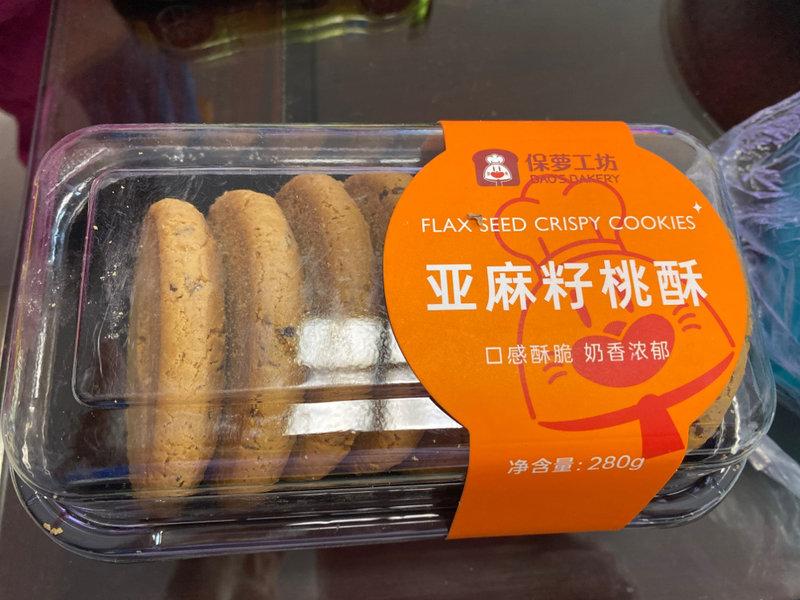 保萝工坊
BAO'S BAKERY
FLAX SEED CRISPY COOKIES
亚麻籽桃酥
口感酥脆 奶香浓郁
净含量：280g